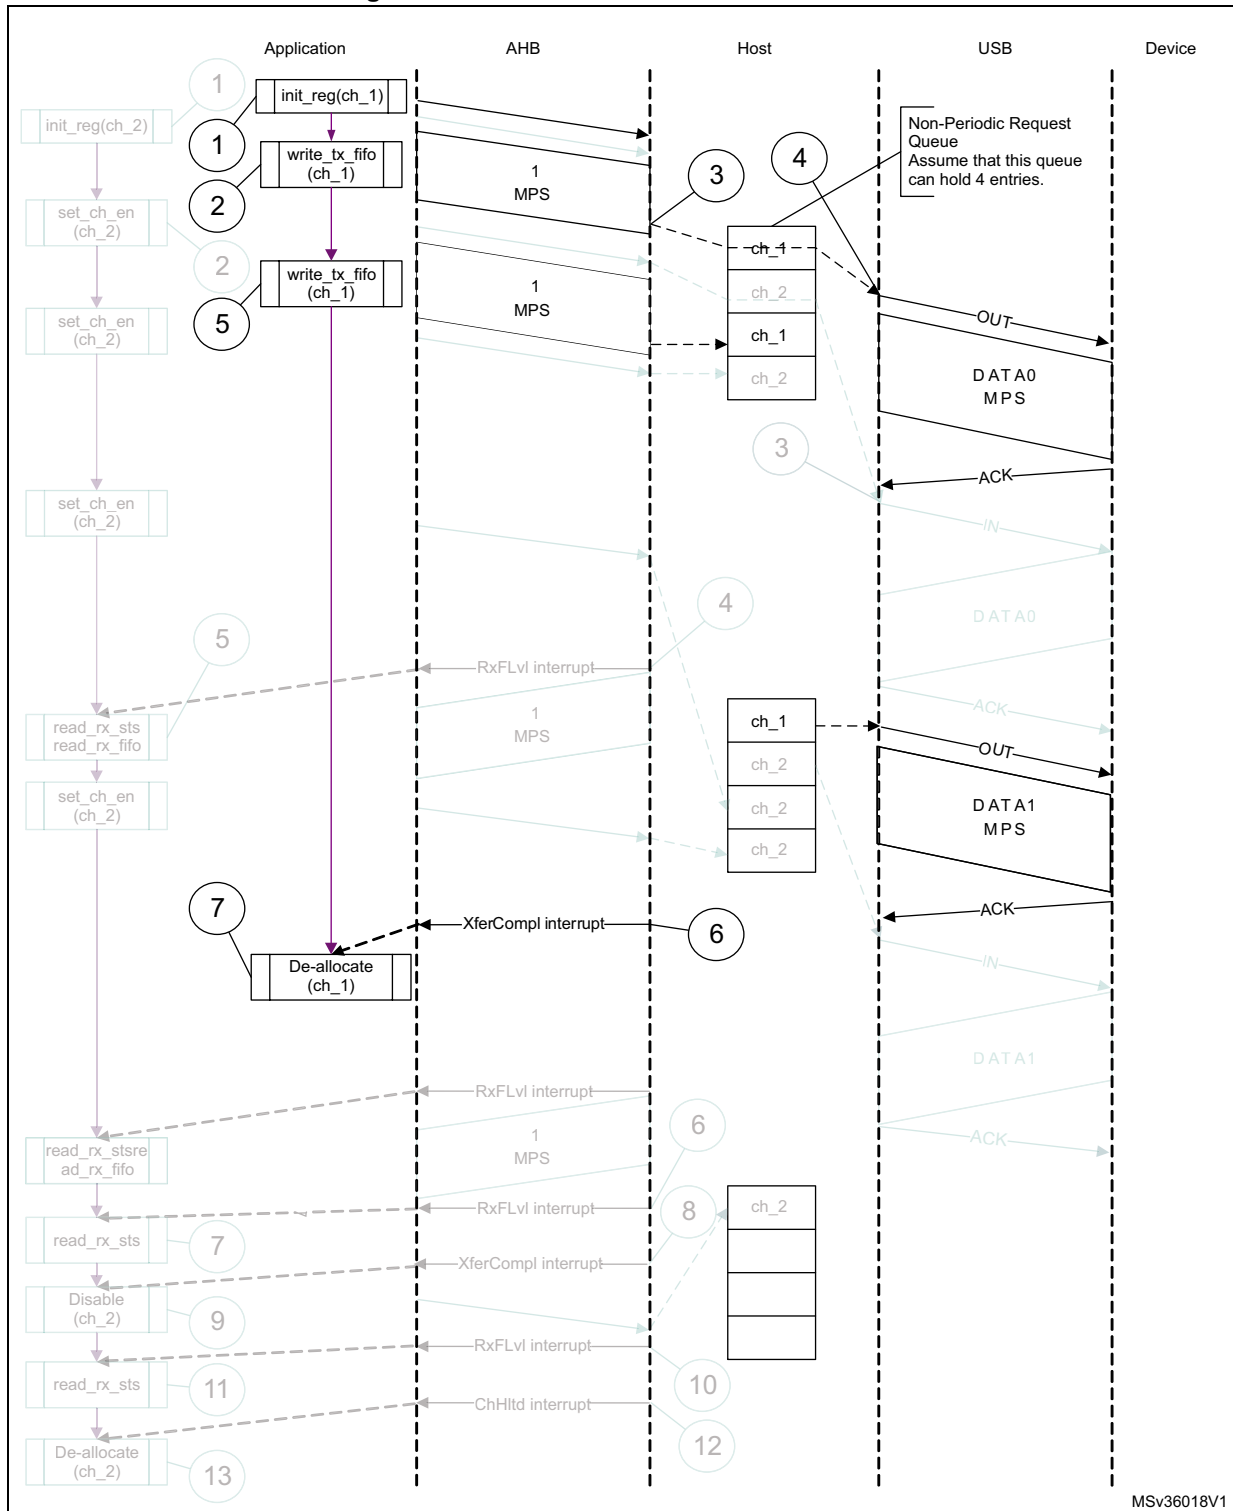 Application
AHB
Host
USB
Device
1
init_reg(ch_1)
init_reg(ch_2)
1
Non-Periodic Request
Queue
Assume that this queue
can hold 4 entries.
write_tx_fifo
(ch_1)
1
MPS
3
4
2
set_ch_en
(ch_2)
2
ch_1
write_tx_fifo
(ch_1)
1
MPS
ch_2
5
set_ch_en
(ch_2)
ch_1
OUT
ch_2
DATA0
MPS
3
ACK
set_ch_en
(ch_2)
IN
4
DATA0
5
RxFLvl interrupt
ACK
read_rx_sts
read_rx_fifo
1
MPS
ch_1
OUT
ch_2
set_ch_en
(ch_2)
ch_2
DATA1
MPS
ch_2
7
XferCompl interrupt
6
ACK
De-allocate
(ch_1)
IN
DATA1
RxFLvl interrupt
6
read_rx_stsre
ad_rx_fifo
1
MPS
ACK
RxFLvl interrupt
8
ch_2
read_rx_sts
7
XferCompl interrupt
Disable
(ch_2)
9
RxFLvl interrupt
read_rx_sts
11
10
ChHltd interrupt
De-allocate
(ch_2)
12
13
MSv36018V1